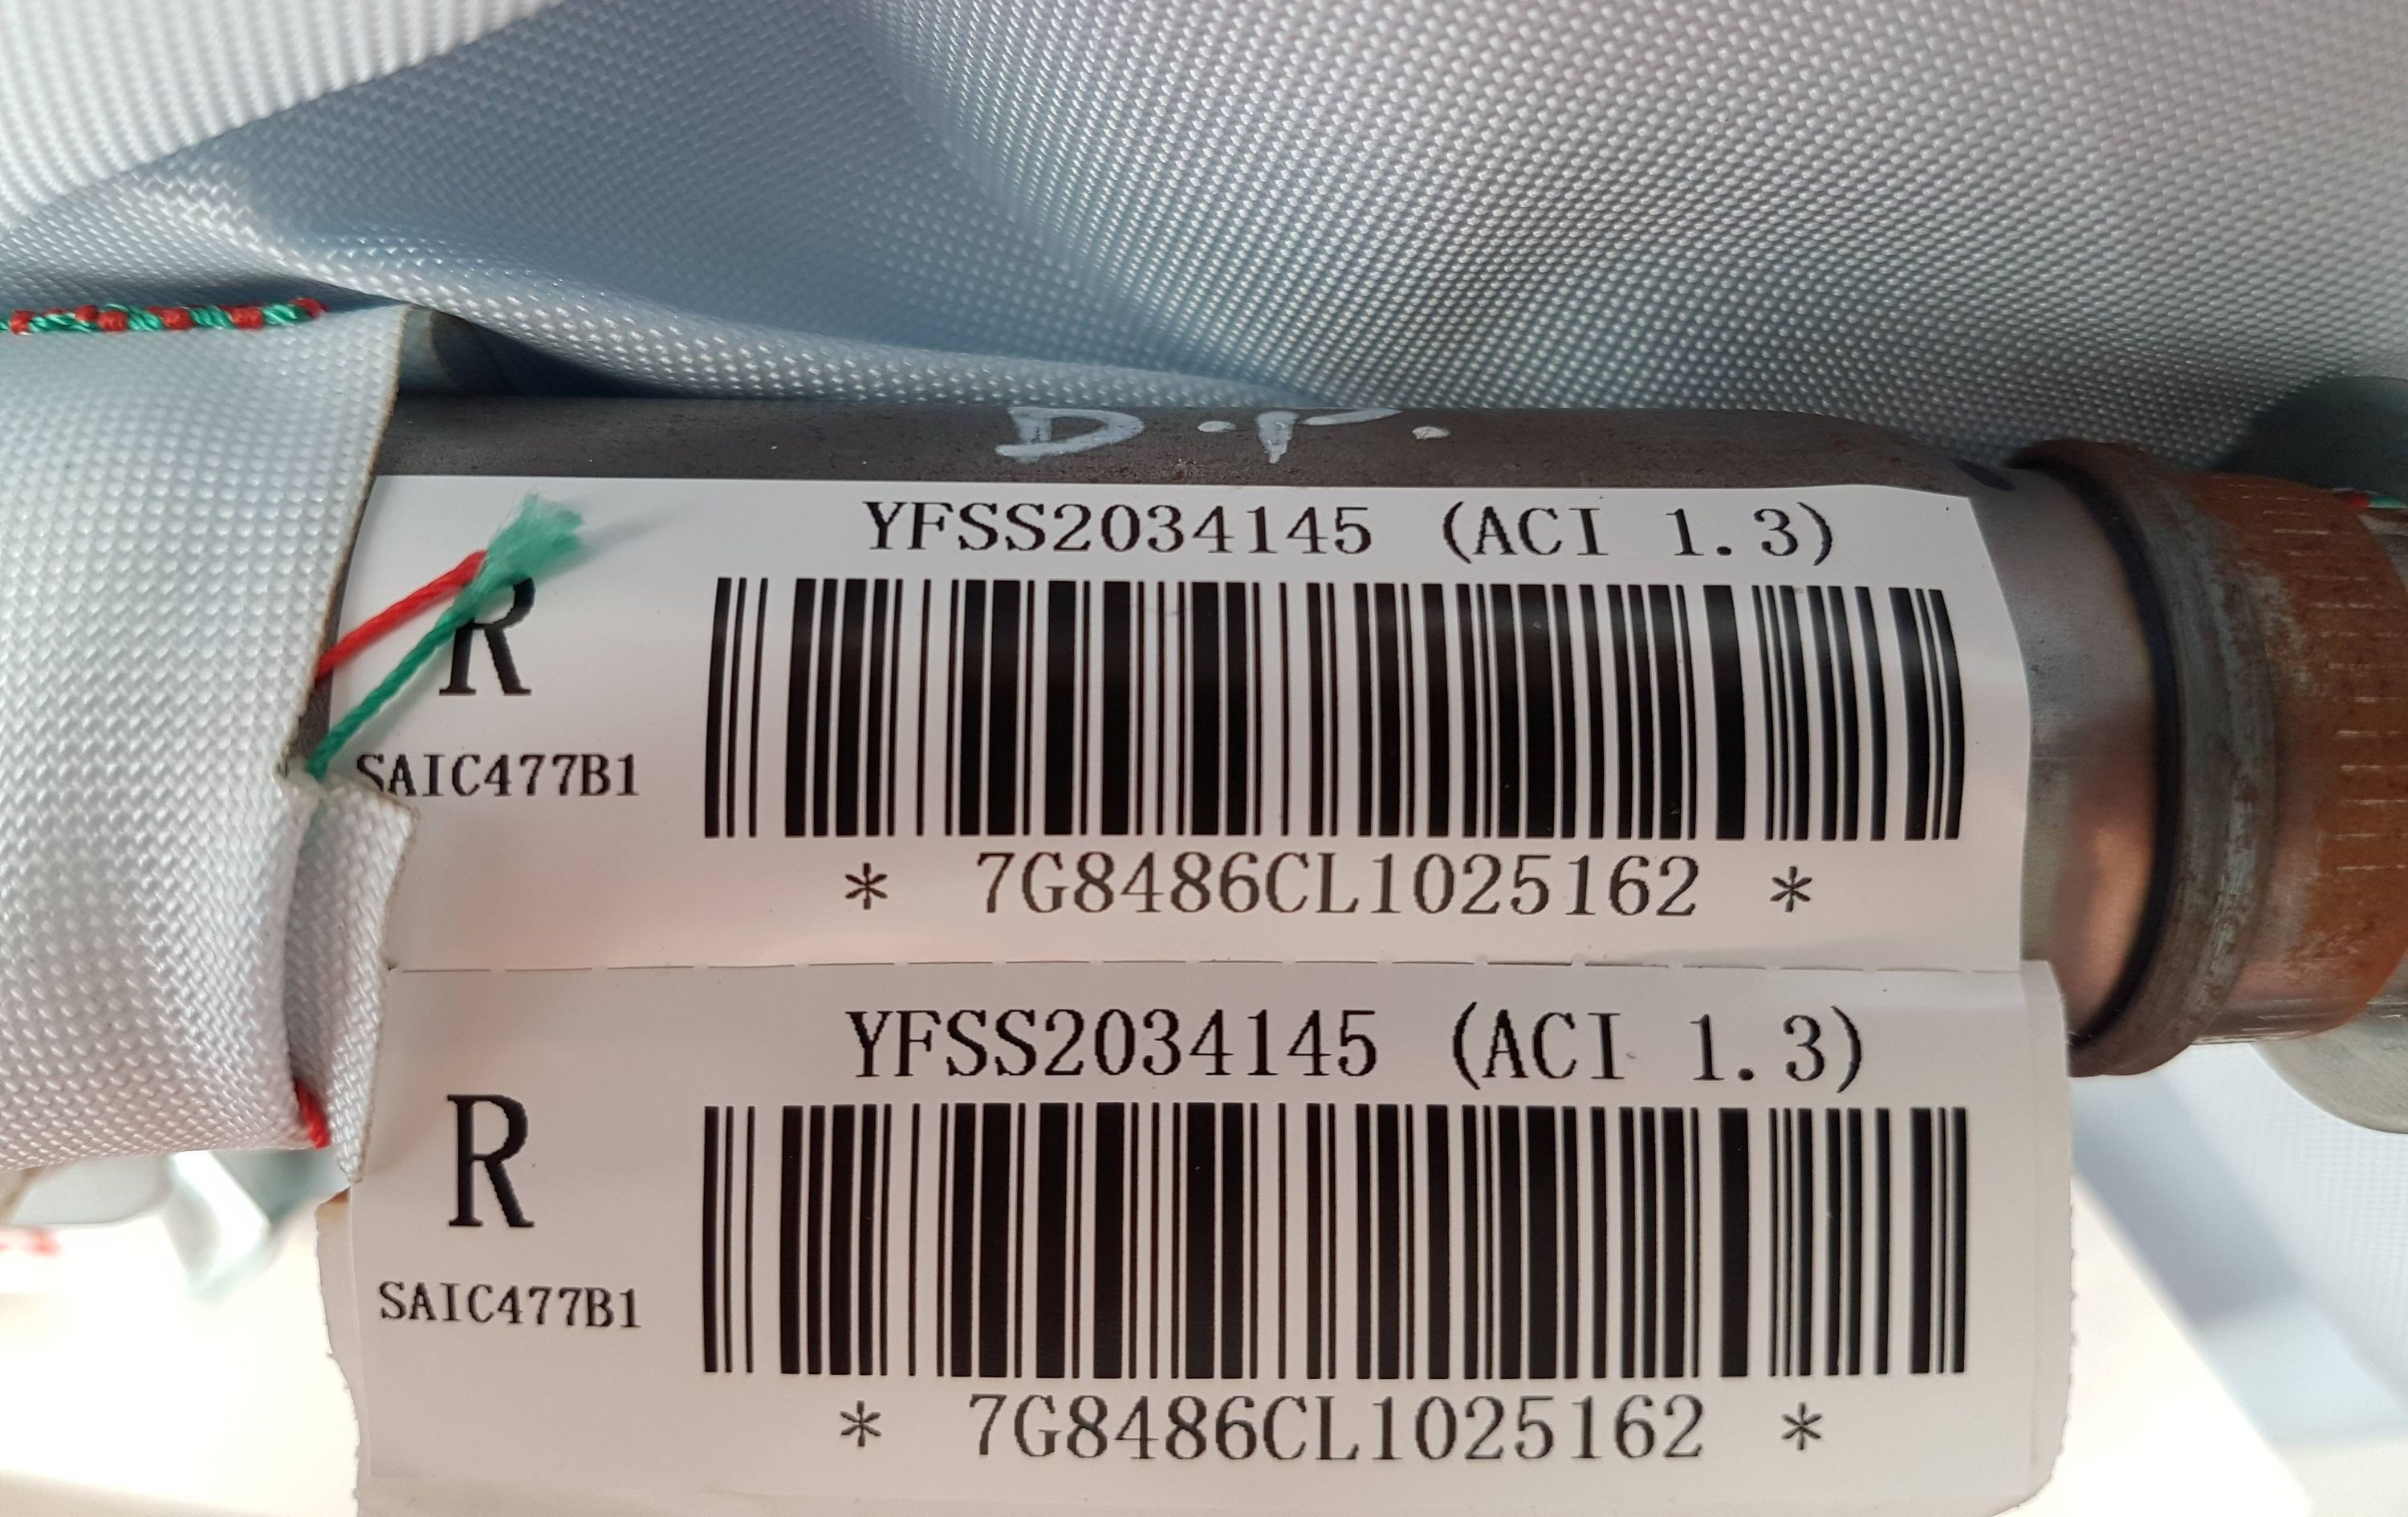 D.P.
YFSS2034145 (ACI 1.3)
R
SAIC477B1
* 7G8486CL1025162 *
YFSS2034145 (ACI 1.3)
R
SAIC477B1
* 7G8486CL1025162 *